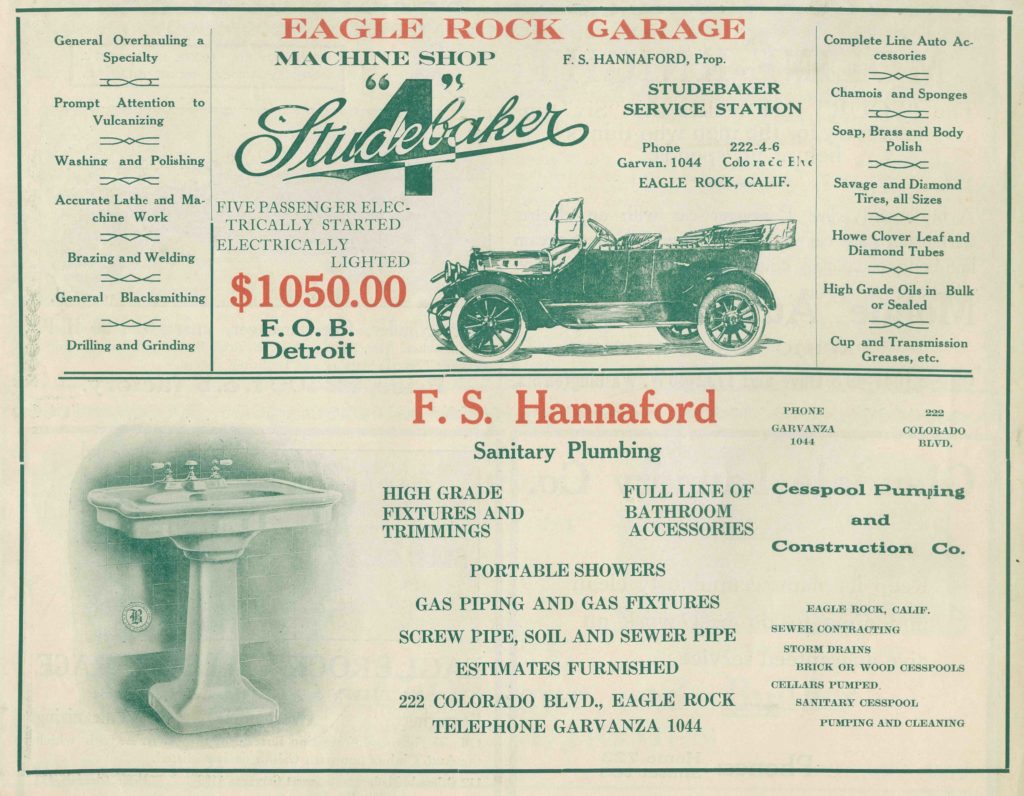 EAGLE ROCK GARAGE
MACHINE SHOP
F. S. HANNAFORD, Prop.
"4"
Studebaker
STUDEBAKER
SERVICE STATION
Phone 222-4-6
Garvan. 1044 Colorado Blvd
EAGLE ROCK, CALIF.
General Overhauling a
Specialty
Prompt Attention to
Vulcanizing
Washing and Polishing
Accurate Lathe and Ma-
chine Work
Brazing and Welding
General Blacksmithing
Drilling and Grinding
FIVE PASSENGER ELEC-
TRICALLY STARTED
ELECTRICALLY
LIGHTED
$1050.00
F. O. B.
Detroit
Complete Line Auto Ac-
cessories
Chamois and Sponges
Soap, Brass and Body
Polish
Savage and Diamond
Tires, all Sizes
Howe Clover Leaf and
Diamond Tubes
High Grade Oils in Bulk
or Sealed
Cup and Transmission
Greases, etc.
F. S. Hannaford
Sanitary Plumbing
HIGH GRADE
FIXTURES AND
TRIMMINGS
FULL LINE OF
BATHROOM
ACCESSORIES
PORTABLE SHOWERS
GAS PIPING AND GAS FIXTURES
SCREW PIPE, SOIL AND SEWER PIPE
ESTIMATES FURNISHED
222 COLORADO BLVD., EAGLE ROCK
TELEPHONE GARVANZA 1044
B
PHONE
GARVANZA
1044
222
COLORADO
BLVD.
Cesspool Pumping
and
Construction Co.
EAGLE ROCK, CALIF.
SEWER CONTRACTING
STORM DRAINS
BRICK OR WOOD CESSPOOLS
CELLARS PUMPED.
SANITARY CESSPOOL
PUMPING AND CLEANING